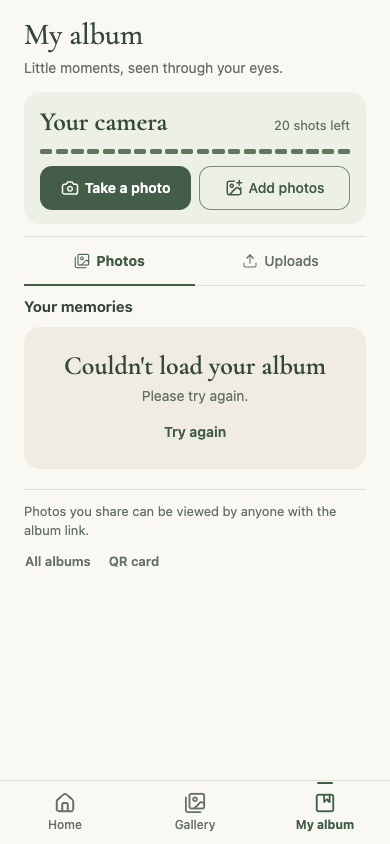 My album
Little moments, seen through your eyes.
Your camera
20 shots left
Take a photo
Add photos
Photos
Uploads
Your memories
Couldn't load your album
Please try again.
Try again
Photos you share can be viewed by anyone with the
album link.
All albums
QR card
Home
Gallery
My album